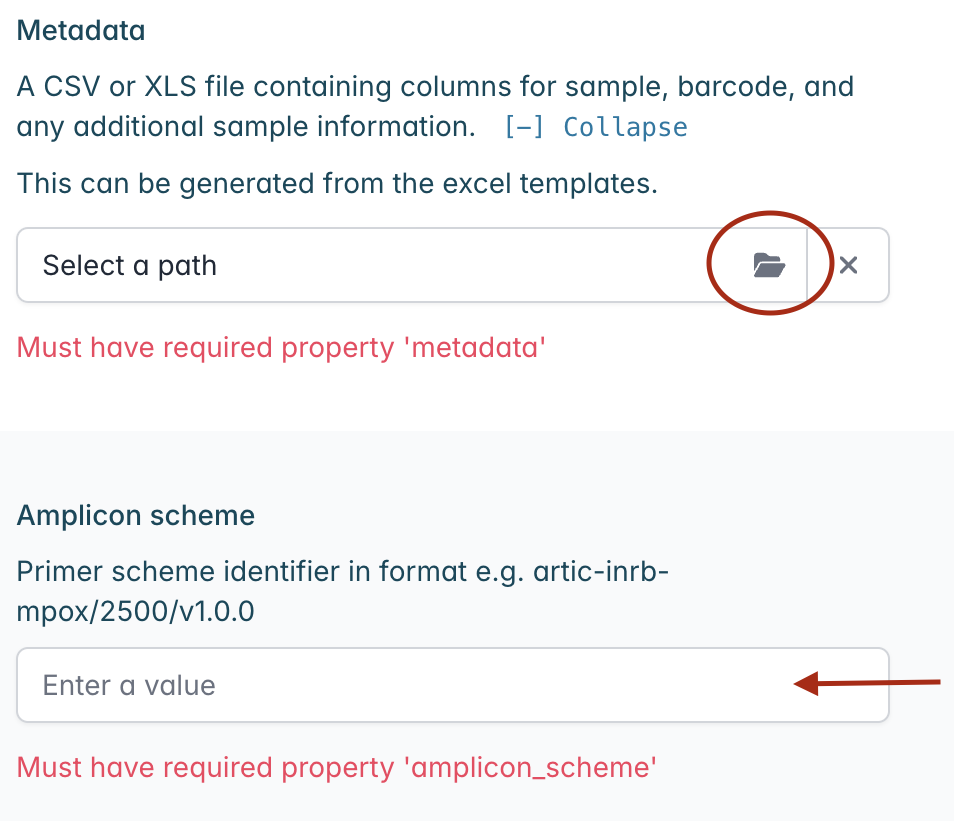 Metadata
A CSV or XLS file containing columns for sample, barcode, and
any additional sample information. [−] Collapse
This can be generated from the excel templates.
Select a path
Must have required property 'metadata'
Amplicon scheme
Primer scheme identifier in format e.g. artic-inrb-
mpox/2500/v1.0.0
Enter a value
Must have required property 'amplicon_scheme'